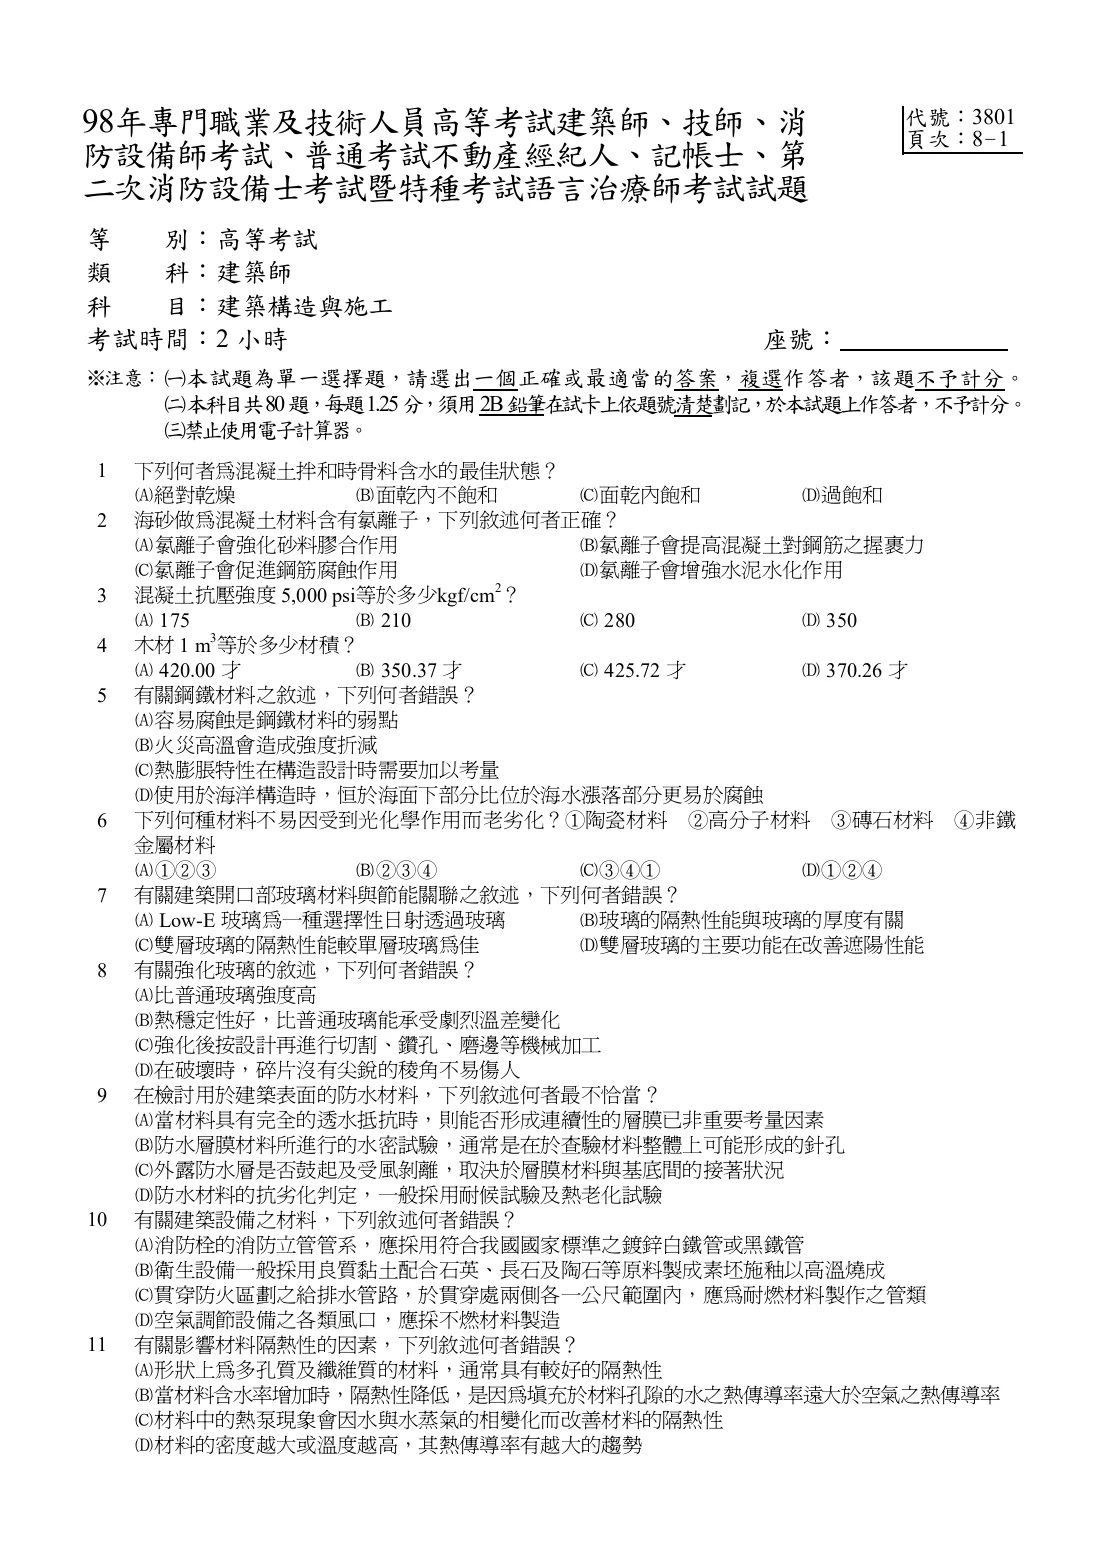 98年專門職業及技術人員高等考試建築師、技師、消
防設備師考試、普通考試不動產經紀人、記帳士、第
二次消防設備士考試暨特種考試語言治療師考試試題
代號：3801
頁次：8-1
等 別：高等考試
類 科：建築師
科 目：建築構造與施工
考試時間：2 小時 座號：
※注意：㈠本試題為單一選擇題，請選出一個正確或最適當的答案，複選作答者，該題不予計分。
㈡本科目共80題，每題1.25分，須用2B鉛筆在試卡上依題號清楚劃記，於本試題上作答者，不予計分。
㈢禁止使用電子計算器。
1 下列何者為混凝土拌和時骨料含水的最佳狀態？
(A)絕對乾燥 (B)面乾內不飽和 (C)面乾內飽和 (D)過飽和
2 海砂做為混凝土材料含有氯離子，下列敘述何者正確？
(A)氯離子會強化砂料膠合作用 (B)氯離子會提高混凝土對鋼筋之握裹力
(C)氯離子會促進鋼筋腐蝕作用 (D)氯離子會增強水泥水化作用
3 混凝土抗壓強度 5,000 psi等於多少kgf/cm²？
(A) 175 (B) 210 (C) 280 (D) 350
4 木材 1 m³等於多少材積？
(A) 420.00 才 (B) 350.37 才 (C) 425.72 才 (D) 370.26 才
5 有關鋼鐵材料之敘述，下列何者錯誤？
(A)容易腐蝕是鋼鐵材料的弱點
(B)火災高溫會造成強度折減
(C)熱膨脹特性在構造設計時需要加以考量
(D)使用於海洋構造時，恒於海面下部分比位於海水漲落部分更易於腐蝕
6 下列何種材料不易因受到光化學作用而老劣化？①陶瓷材料 ②高分子材料 ③磚石材料 ④非鐵
金屬材料
(A)①②③ (B)②③④ (C)③④① (D)①②④
7 有關建築開口部玻璃材料與節能關聯之敘述，下列何者錯誤？
(A) Low-E 玻璃為一種選擇性日射透過玻璃 (B)玻璃的隔熱性能與玻璃的厚度有關
(C)雙層玻璃的隔熱性能較單層玻璃為佳 (D)雙層玻璃的主要功能在改善遮陽性能
8 有關強化玻璃的敘述，下列何者錯誤？
(A)比普通玻璃強度高
(B)熱穩定性好，比普通玻璃能承受劇烈溫差變化
(C)強化後按設計再進行切割、鑽孔、磨邊等機械加工
(D)在破壞時，碎片沒有尖銳的稜角不易傷人
9 在檢討用於建築表面的防水材料，下列敘述何者最不恰當？
(A)當材料具有完全的透水抵抗時，則能否形成連續性的層膜已非重要考量因素
(B)防水層膜材料所進行的水密試驗，通常是在於查驗材料整體上可能形成的針孔
(C)外露防水層是否鼓起及受風剝離，取決於層膜材料與基底間的接著狀況
(D)防水材料的抗劣化判定，一般採用耐候試驗及熱老化試驗
10 有關建築設備之材料，下列敘述何者錯誤？
(A)消防栓的消防立管管系，應採用符合我國國家標準之鍍鋅白鐵管或黑鐵管
(B)衛生設備一般採用良質黏土配合石英、長石及陶石等原料製成素坯施釉以高溫燒成
(C)貫穿防火區劃之給排水管路，於貫穿處兩側各一公尺範圍內，應為耐燃材料製作之管類
(D)空氣調節設備之各類風口，應採不燃材料製造
11 有關影響材料隔熱性的因素，下列敘述何者錯誤？
(A)形狀上為多孔質及纖維質的材料，通常具有較好的隔熱性
(B)當材料含水率增加時，隔熱性降低，是因為填充於材料孔隙的水之熱傳導率遠大於空氣之熱傳導率
(C)材料中的熱泵現象會因水與水蒸氣的相變化而改善材料的隔熱性
(D)材料的密度越大或溫度越高，其熱傳導率有越大的趨勢